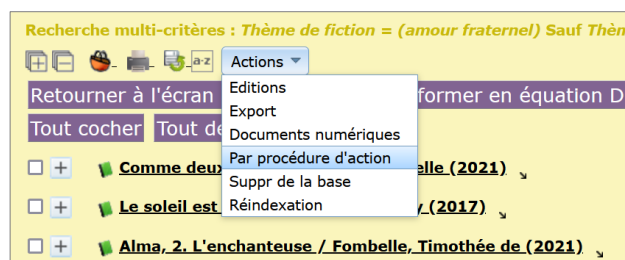 Recherche multi-critères : Thème de fiction = (amour fraternel) Sauf Thèm
a-z Actions
Retourner à l'écran former en équation D
Editions
Export
Documents numériques
Par procédure d'action
Suppr de la base
Réindexation
Tout cocher Tout dé
Comme deux elle (2021)
Le soleil est y (2017)
Alma, 2. L'enchanteuse / Fombelle, Timothée de (2021)